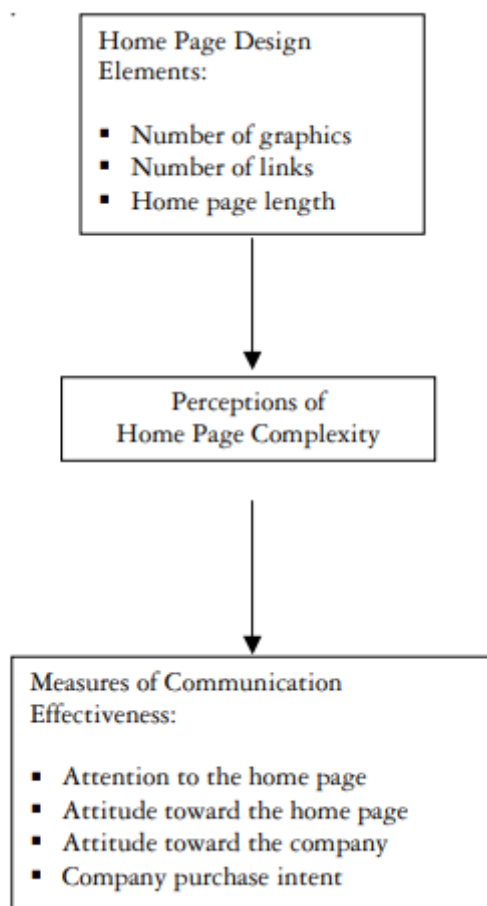 Home Page Design
Elements:
▪ Number of graphics
▪ Number of links
▪ Home page length
Perceptions of
Home Page Complexity
Measures of Communication
Effectiveness:
▪ Attention to the home page
▪ Attitude toward the home page
▪ Attitude toward the company
▪ Company purchase intent